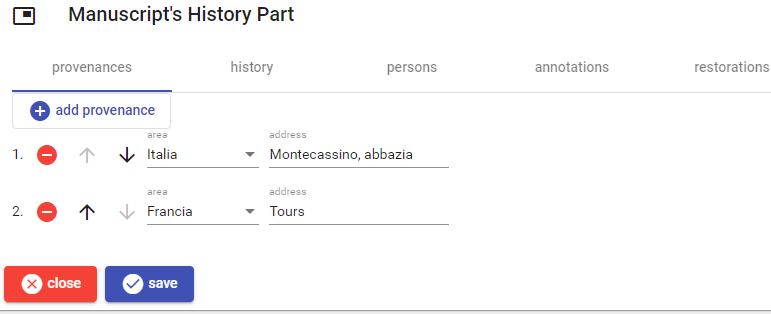 Manuscript's History Part
provenances history persons annotations restorations
add provenance
area address
1. Italia Montecassino, abbazia
area address
2. Francia Tours
close save